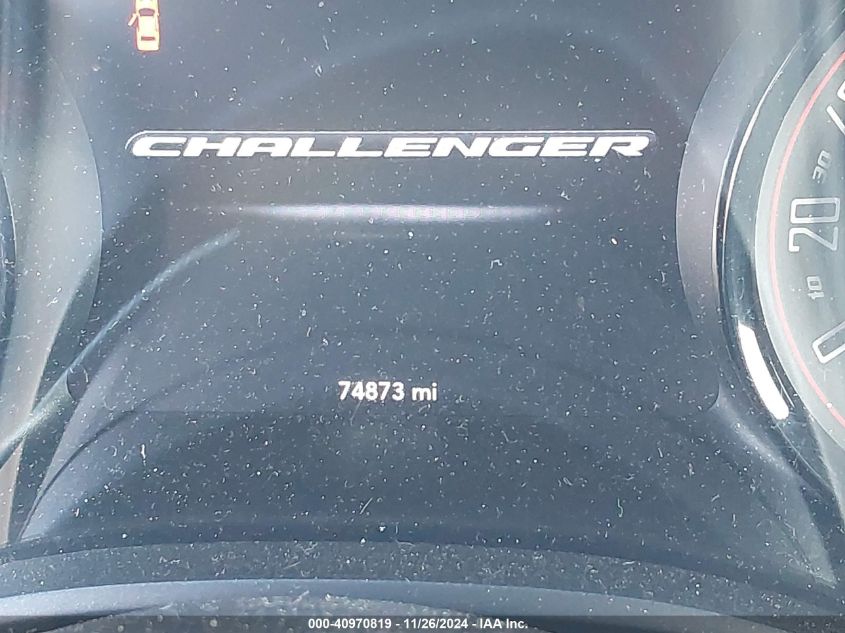 CHALLENGER
30
20
10
74873 mi
000-40970819 - 11/26/2024 - IAA Inc.